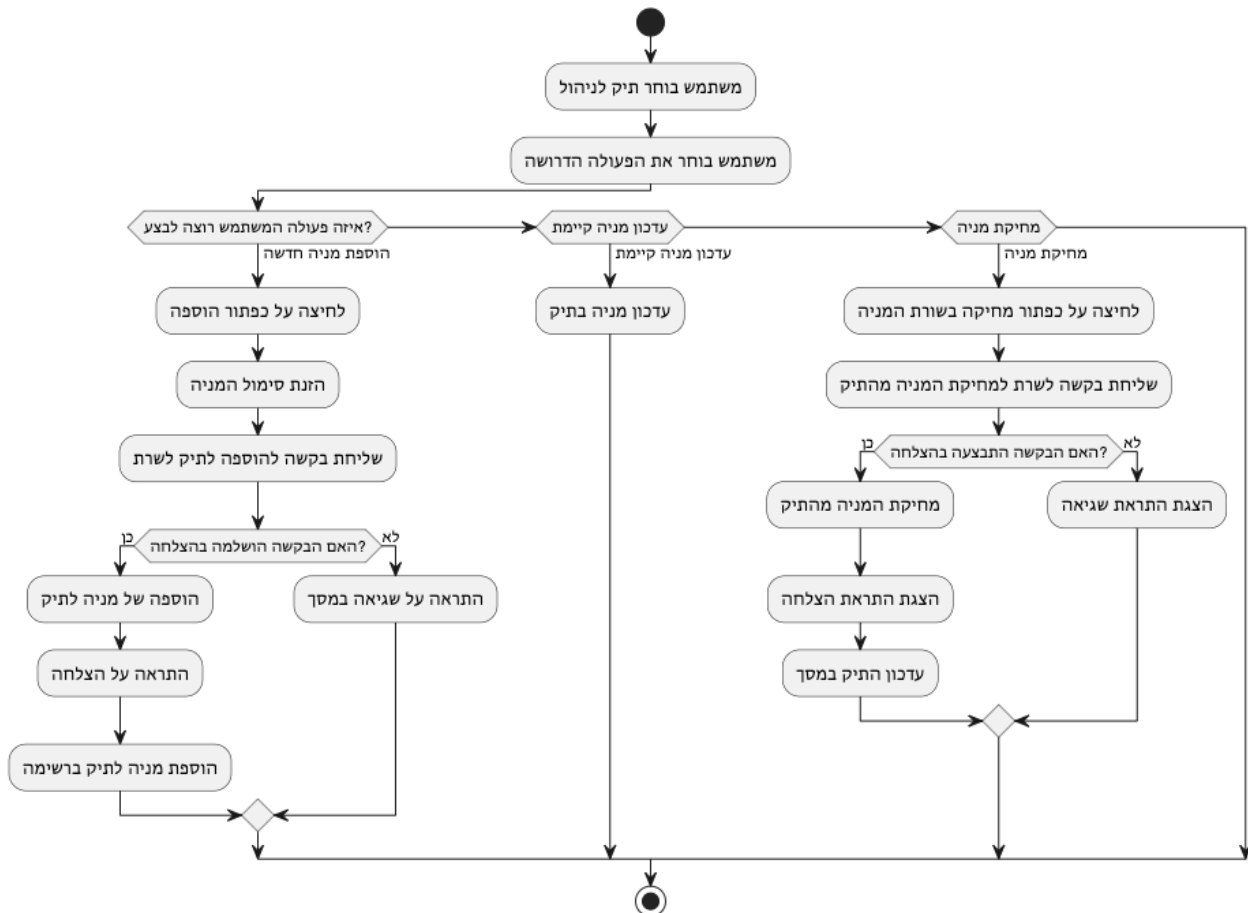 משתמש בוחר תיק לניהול
משתמש בוחר את הפעולה הדרושה
איזה פעולה המשתמש רוצה לבצע?
הוספת מניה חדשה
לחיצה על כפתור הוספה
הזנת סימול המניה
שליחת בקשה להוספה לתיק לשרת
האם הבקשה הושלמה בהצלחה?
כן
הוספה של מניה לתיק
התראה על הצלחה
הוספת מניה לתיק ברשימה
לא
התראה על שגיאה במסך
עדכון מניה קיימת
עדכון מניה קיימת
עדכון מניה בתיק
מחיקת מניה
מחיקת מניה
לחיצה על כפתור מחיקה בשורת המניה
שליחת בקשה לשרת למחיקת המניה מהתיק
האם הבקשה התבצעה בהצלחה?
כן
מחיקת המניה מהתיק
הצגת התראת הצלחה
עדכון התיק במסך
לא
הצגת התראת שגיאה